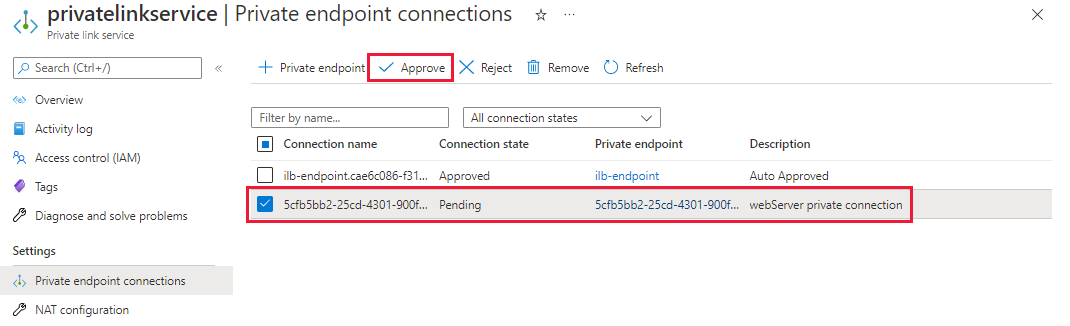 privatelinkservice | Private endpoint connections ☆ ...
Private link service
Search (Ctrl+/) «
Overview
Activity log
Access control (IAM)
Tags
Diagnose and solve problems
Settings
Private endpoint connections
NAT configuration
+ Private endpoint Approve Reject Remove Refresh
Filter by name... All connection states
Connection name Connection state Private endpoint Description
ilb-endpoint.cae6c086-f31... Approved ilb-endpoint Auto Approved
5cfb5bb2-25cd-4301-900f... Pending 5cfb5bb2-25cd-4301-900f... webServer private connection